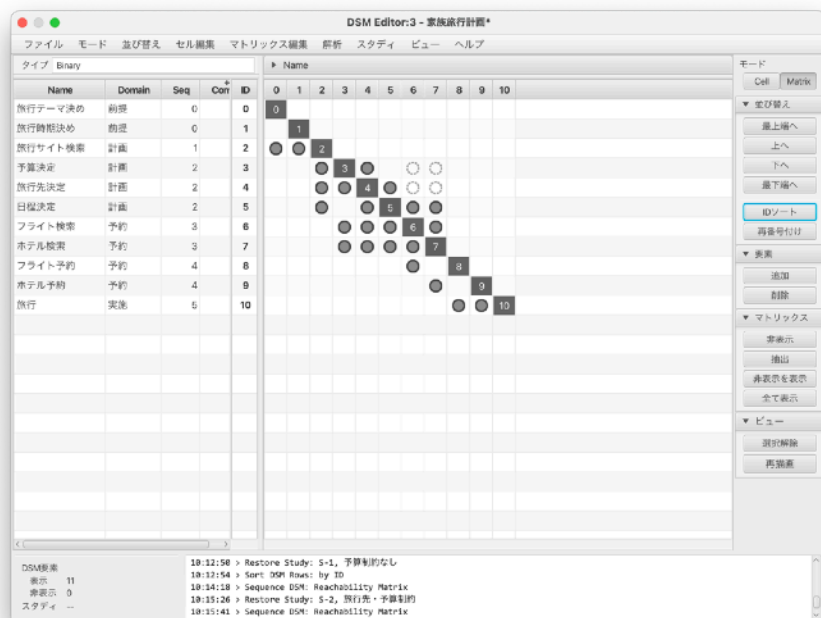 DSM Editor:3 - 家族旅行計画*
ファイル モード 並び替え セル編集 マトリックス編集 解析 スタディ ビュー ヘルプ
タイプ Binary
Name
Name Domain Seq Con ID 0 1 2 3 4 5 6 7 8 9 10
旅行テーマ決め 前提 0 0 0
旅行時期決め 前提 0 1 1
旅行サイト検索 計画 1 2 2
予算決定 計画 2 3 3
旅行先決定 計画 2 4 4
日程決定 計画 2 5 5
フライト検索 予約 3 6 6
ホテル検索 予約 3 7 7
フライト予約 予約 4 8 8
ホテル予約 予約 4 9 9
旅行 実施 5 10 10
モード
Cell Matrix
並び替え
最上端へ
上へ
下へ
最下端へ
IDソート
再番号付け
要素
追加
削除
マトリックス
非表示
抽出
非表示を表示
全て表示
ビュー
選択解除
再描画
DSM要素
表示 11
非表示 0
スタディ --
10:12:50 > Restore Study: S-1, 予算制約なし
10:12:54 > Sort DSM Rows: by ID
10:14:18 > Sequence DSM: Reachability Matrix
10:15:26 > Restore Study: S-2, 旅行先・予算制約
10:15:41 > Sequence DSM: Reachability Matrix